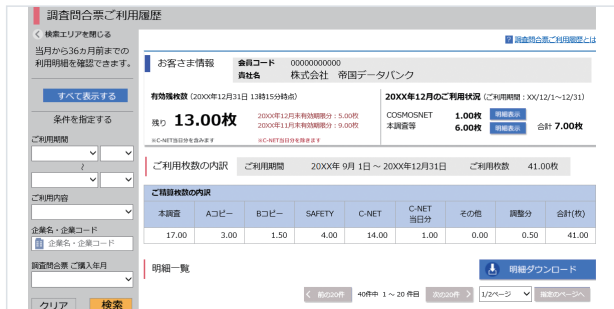 調査問合票ご利用履歴
検索エリアを閉じる
当月から36ヵ月前までの
利用明細を確認できます。
すべて表示する
条件を指定する
ご利用期間
~
ご利用内容
企業名・企業コード
企業名・企業コード
調査問合票 ご購入年月
クリア
検索
? 調査問合票ご利用履歴とは
お客さま情報 会員コード 00000000000
貴社名 株式会社 帝国データバンク
有効残枚数 (20XX年12月31日 13時15分時点)
残り 13.00枚
20XX年12月末有効期限分:5.00枚
20XX年11月末有効期限分:9.00枚
※C-NET当日分を含みます
※C-NET当日分を除きます
20XX年12月のご利用状況 (ご利用期間:XX/12/1~12/31)
COSMOSNET 1.00枚 明細表示
本調査等 6.00枚 明細表示 合計 7.00枚
ご利用枚数の内訳 ご利用期間 20XX年 9月 1日 ~ 20XX年12月31日 ご利用枚数 41.00枚
ご精算枚数の内訳
本調査 Aコピー Bコピー SAFETY C-NET C-NET当日分 その他 調整分 合計(枚)
17.00 3.00 1.50 4.00 14.00 1.00 0.00 0.50 41.00
明細一覧
明細ダウンロード
前の20件 40件中 1 ~ 20 件目 次の20件 1/2ページ 指定のページへ